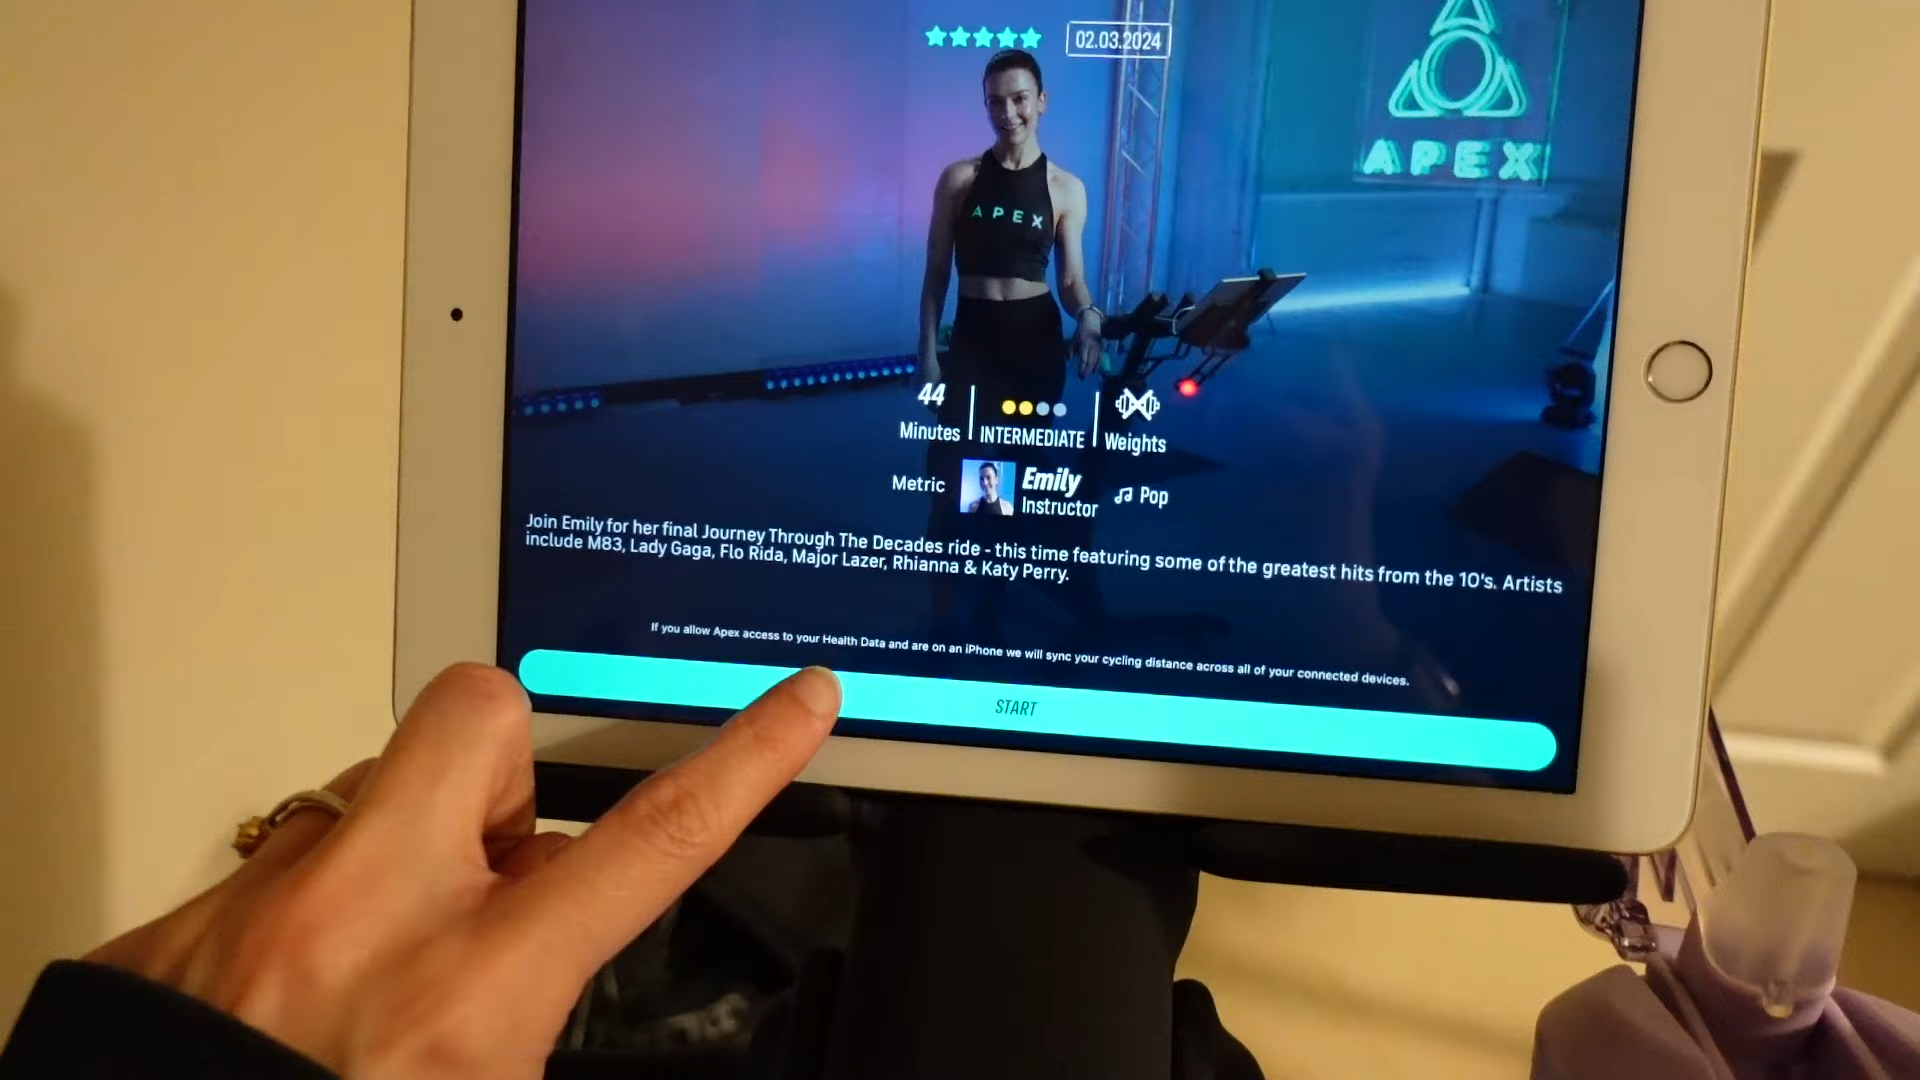 02.03.2024
APEX
APEX
44
Minutes
INTERMEDIATE
Weights
Metric
Emily
Instructor
Pop
Join Emily for her final Journey Through The Decades ride - this time featuring some of the greatest hits from the 10's. Artists
include M83, Lady Gaga, Flo Rida, Major Lazer, Rhianna & Katy Perry.
If you allow Apex access to your Health Data and are on an iPhone we will sync your cycling distance across all of your connected devices.
START